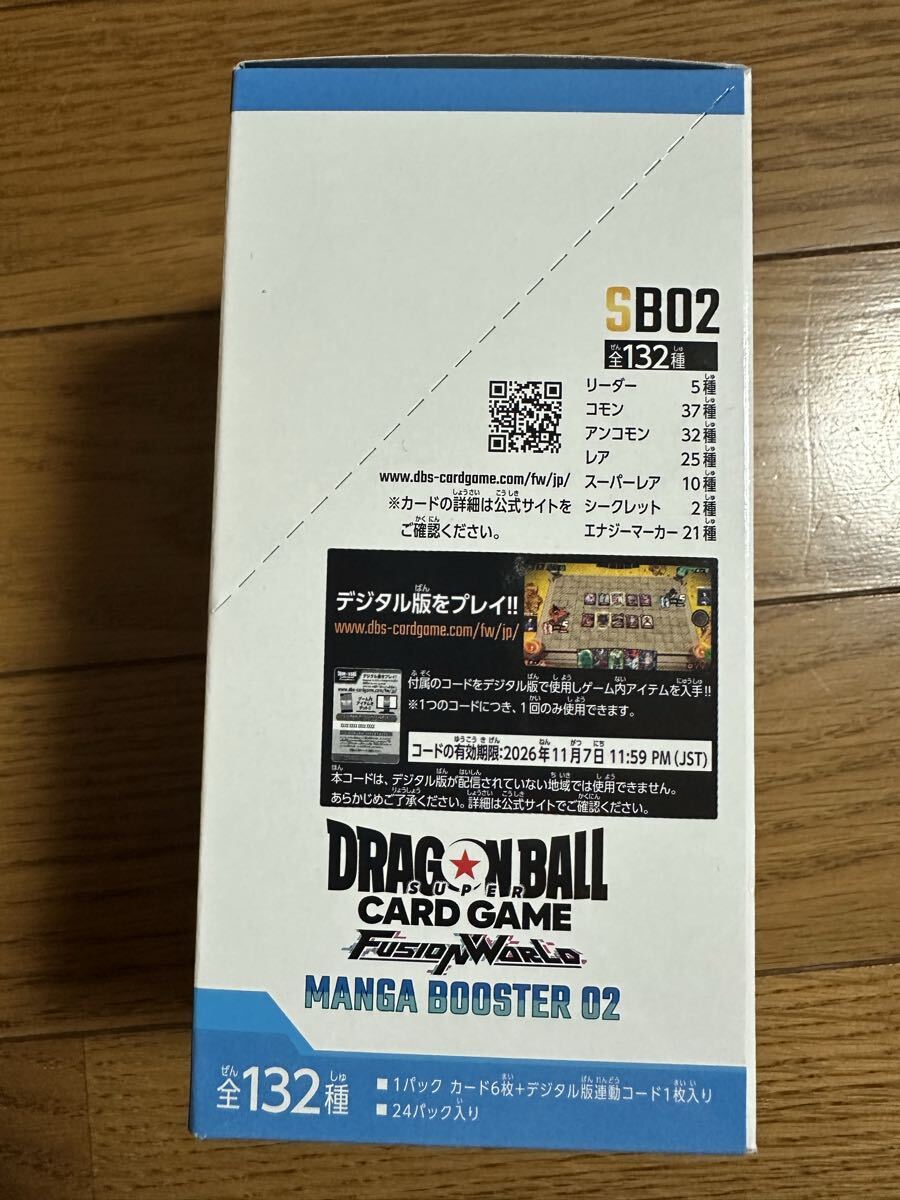 SB02
全132種
リーダー 5種
コモン 37種
アンコモン 32種
レア 25種
スーパーレア 10種
シークレット 2種
エナジーマーカー 21種
www.dbs-cardgame.com/fw/jp/
※カードの詳細は公式サイトを
ご確認ください。
デジタル版をプレイ!!
www.dbs-cardgame.com/fw/jp/
付属のコードをデジタル版で使用しゲーム内アイテムを入手!!
※1つのコードにつき、1回のみ使用できます。
コードの有効期限:2026年11月7日 11:59 PM (JST)
本コードは、デジタル版が配信されていない地域では使用できません。
あらかじめご了承ください。詳細は公式サイトでご確認ください。
DRAGON BALL
SUPER
CARD GAME
FUSION WORLD
MANGA BOOSTER 02
全132種
■1パック カード6枚+デジタル版連動コード1枚入り
■24パック入り